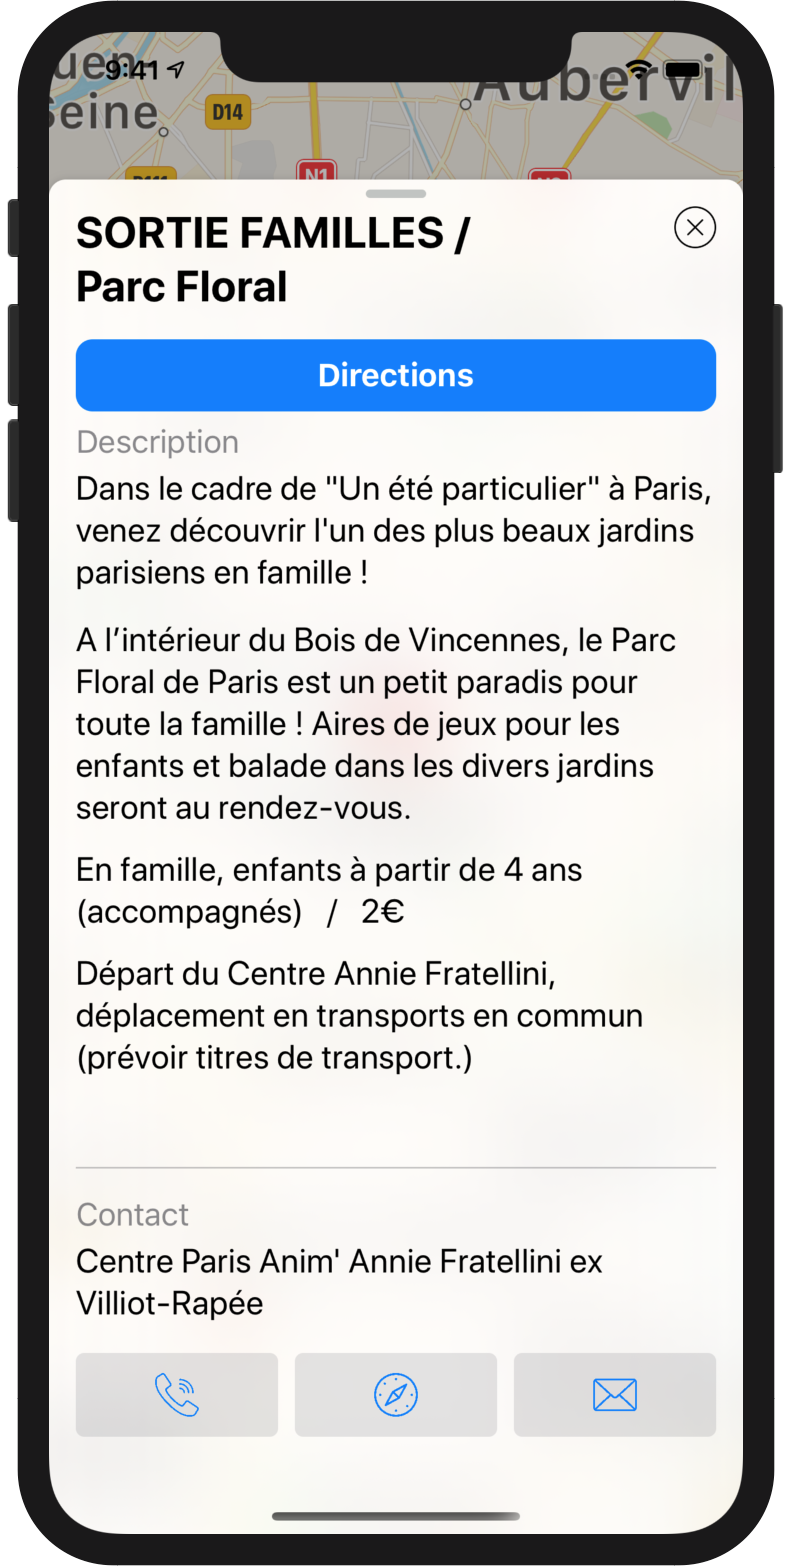 9:41
Seine
D14
N1
SORTIE FAMILLES /
Parc Floral
Directions
Description
Dans le cadre de "Un été particulier" à Paris,
venez découvrir l'un des plus beaux jardins
parisiens en famille !
A l’intérieur du Bois de Vincennes, le Parc
Floral de Paris est un petit paradis pour
toute la famille ! Aires de jeux pour les
enfants et balade dans les divers jardins
seront au rendez-vous.
En famille, enfants à partir de 4 ans
(accompagnés) / 2€
Départ du Centre Annie Fratellini,
déplacement en transports en commun
(prévoir titres de transport.)
Contact
Centre Paris Anim' Annie Fratellini ex
Villiot-Rapée